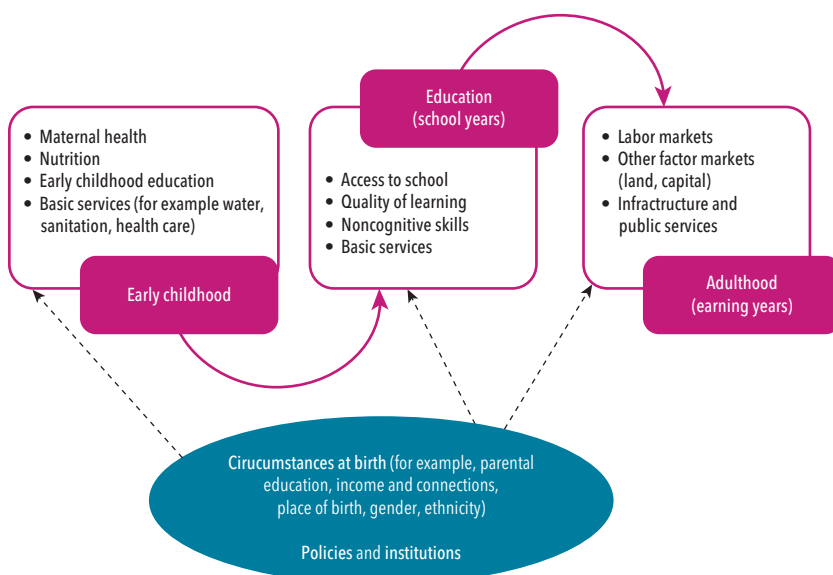 • Maternal health
• Nutrition
• Early childhood education
• Basic services (for example water,
sanitation, health care)
Early childhood
Education
(school years)
• Access to school
• Quality of learning
• Noncognitive skills
• Basic services
• Labor markets
• Other factor markets
(land, capital)
• Infractructure and
public services
Adulthood
(earning years)
Cirucumstances at birth (for example, parental
education, income and connections,
place of birth, gender, ethnicity)
Policies and institutions